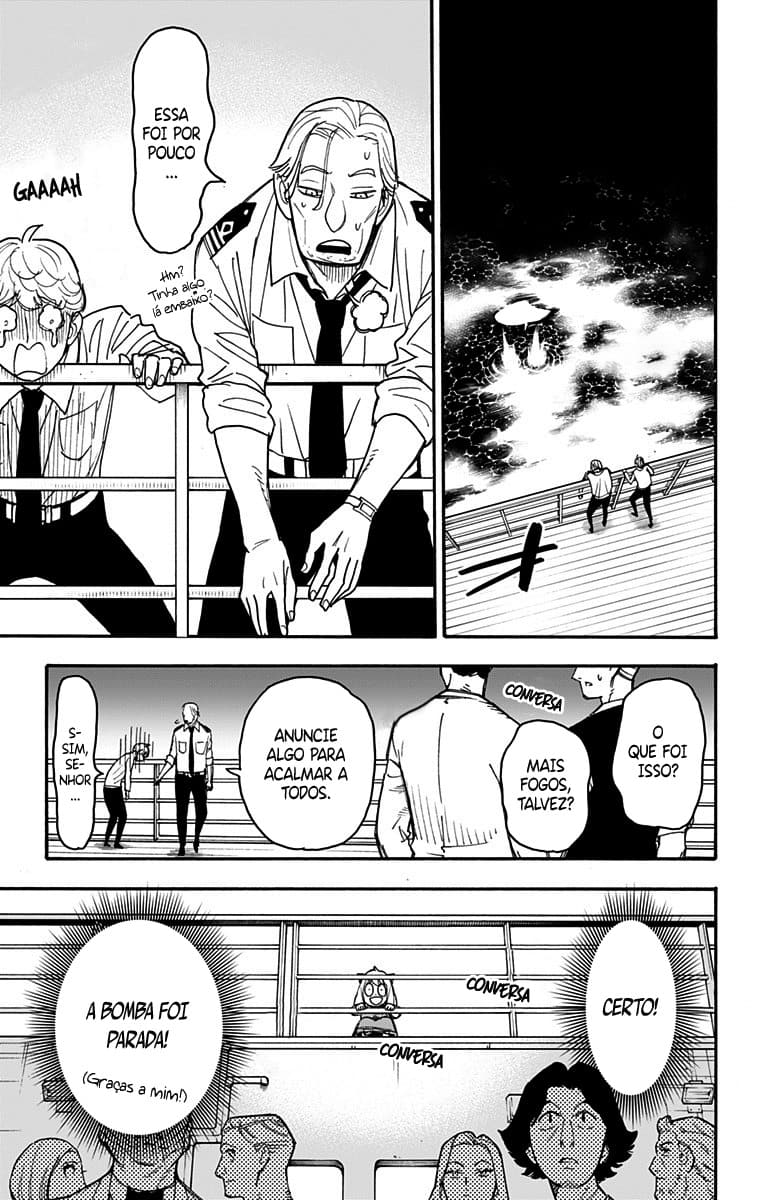 ESSA
FOI POR
POUCO
...
GAAAAH
Hm?
Tinha algo
lá embaixo?
O
QUE FOI
ISSO?
CONVERSA
MAIS
FOGOS,
TALVEZ?
ANUNCIE
ALGO PARA
ACALMAR A
TODOS.
S-
SIM,
SE-
NHOR
...
CERTO!
CONVERSA
CONVERSA
A BOMBA FOI
PARADA!
(Graças a mim!)